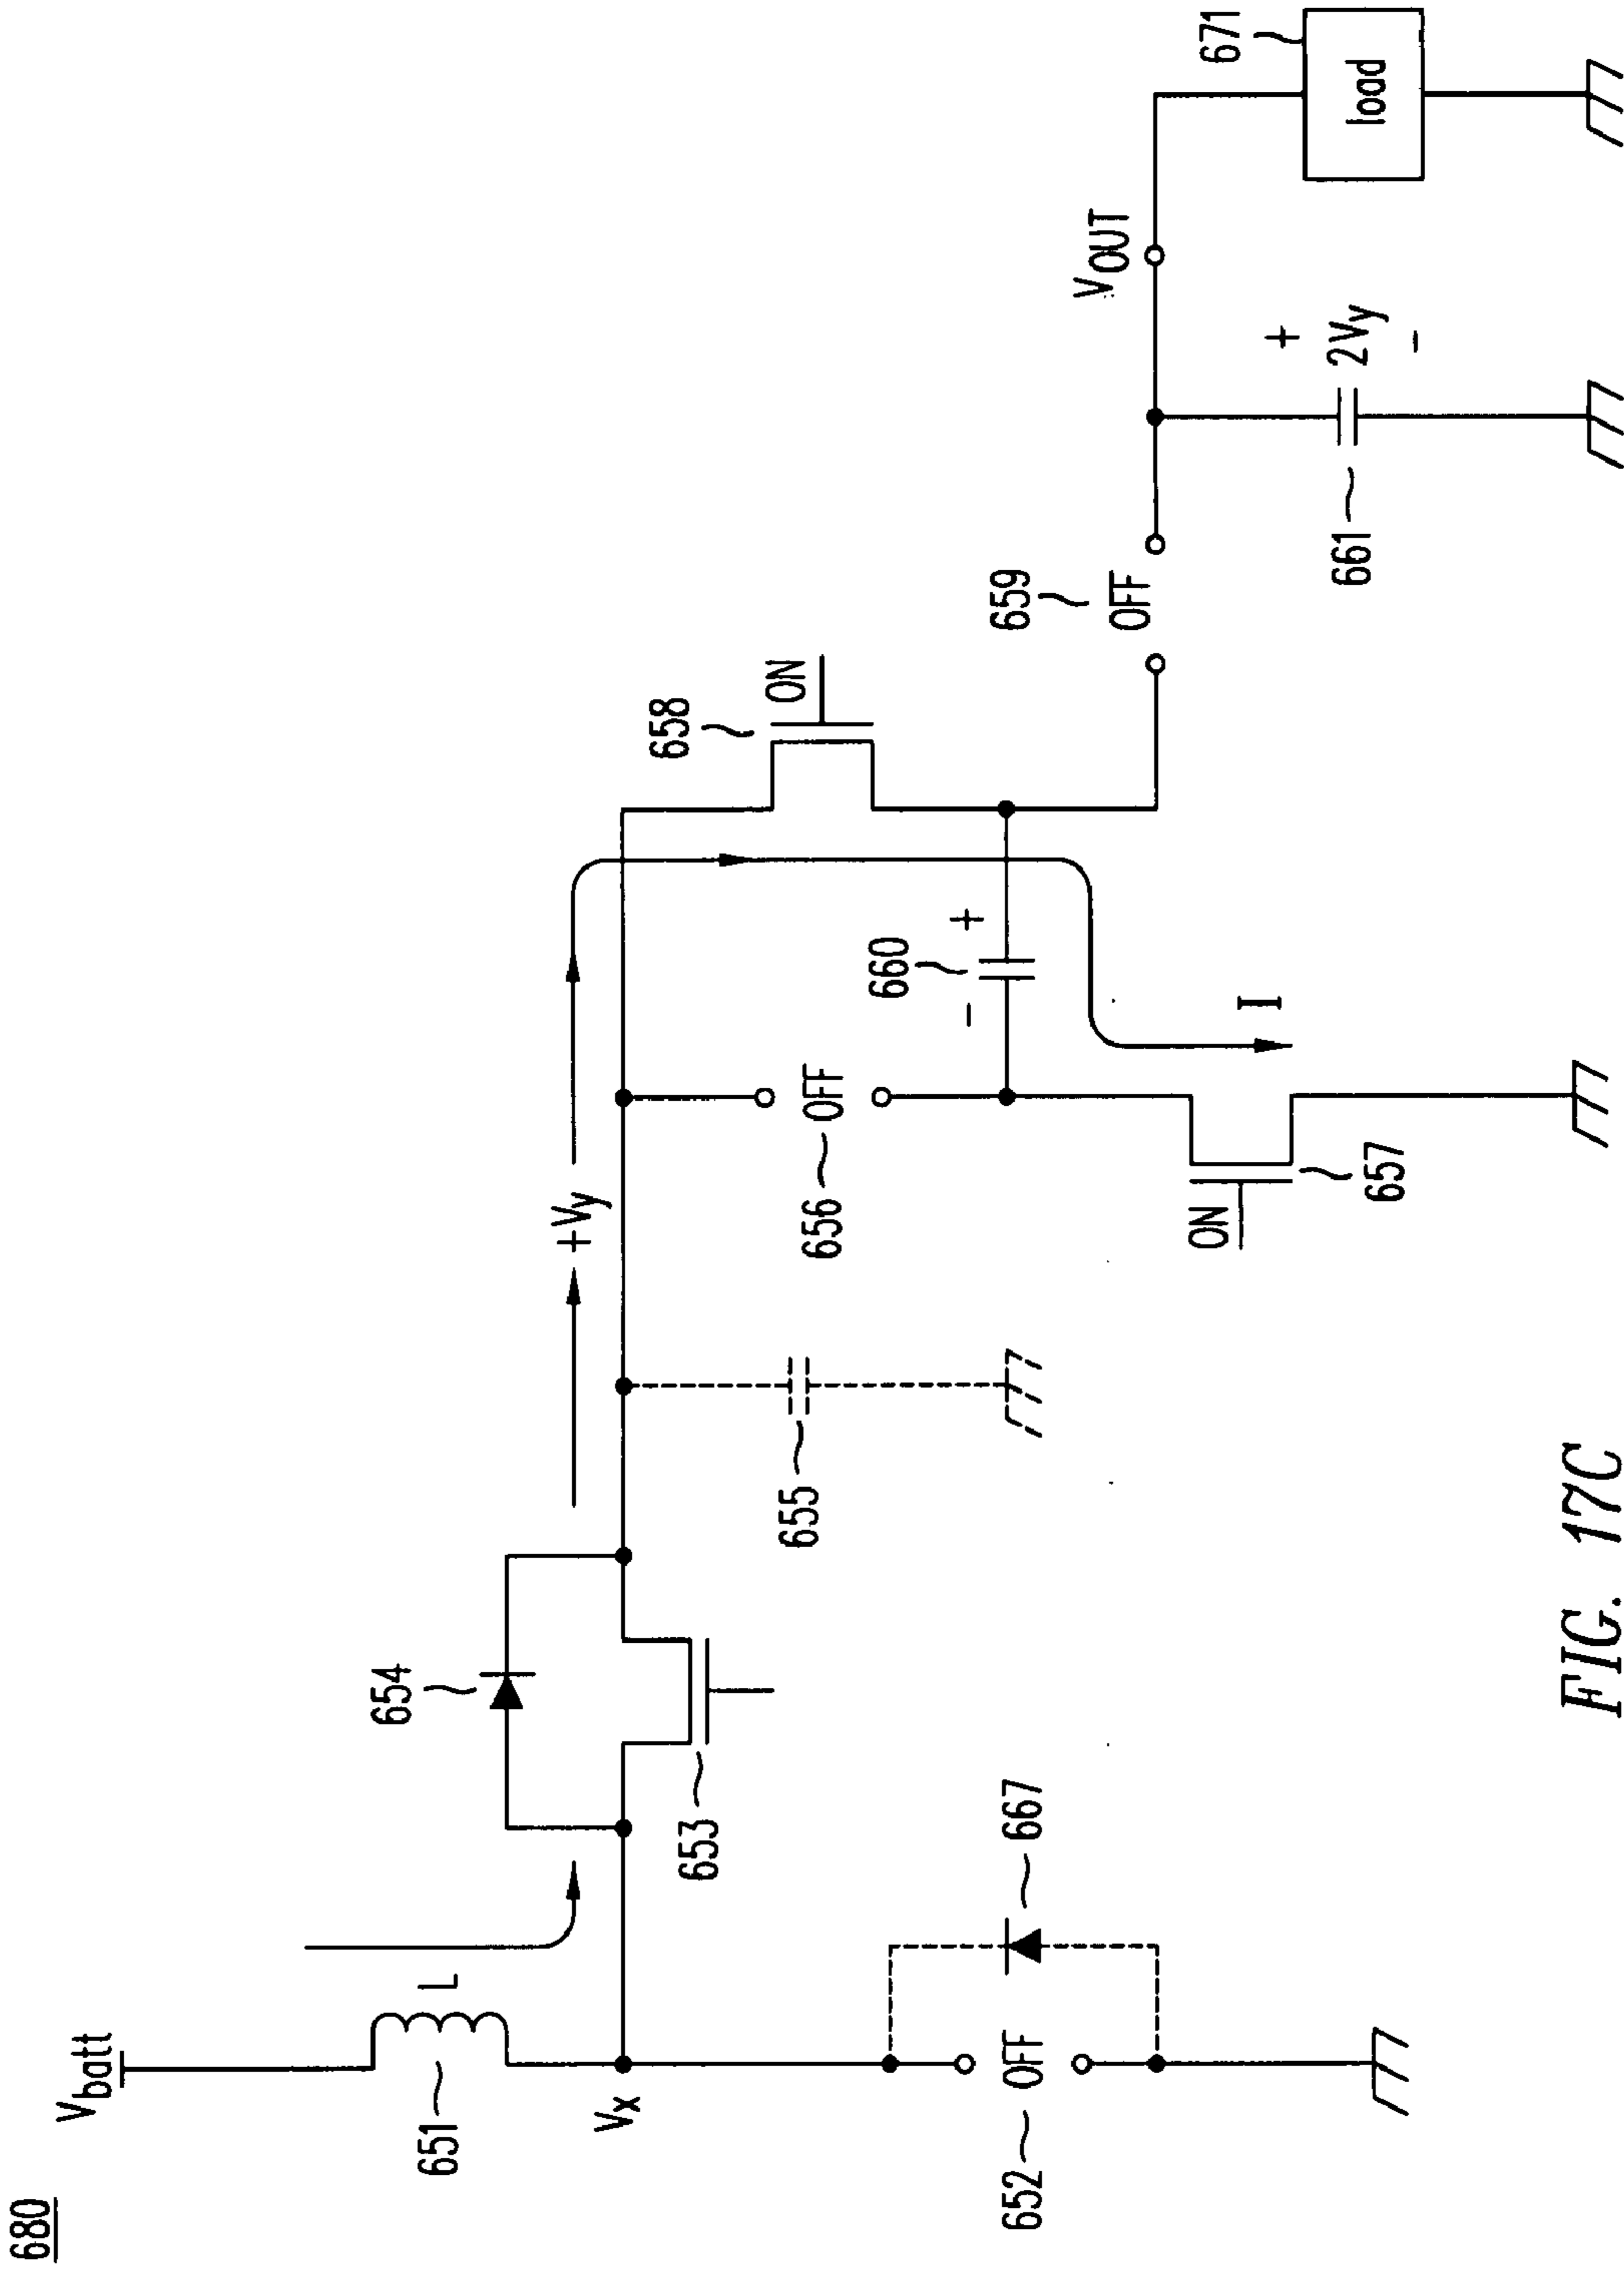 680
Vbatt
651
L
Vx
652
OFF
667
653
654
655
+Vy
656
OFF
ON
657
I
-
660
+
658
ON
659
OFF
661
+
2Vy
-
VOUT
671
load
FIG. 17C